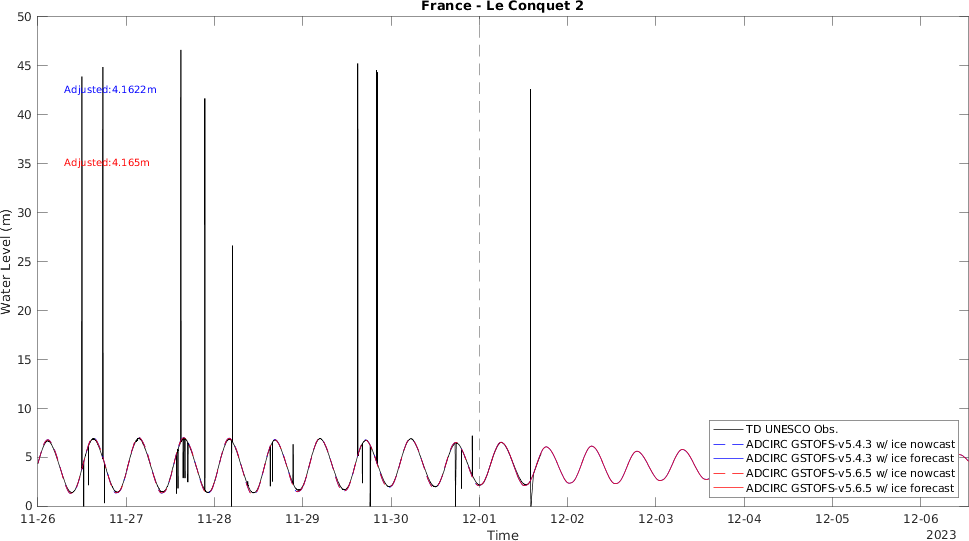 France - Le Conquet 2
50
45
40
35
30
25
20
15
10
5
0
Water Level (m)
Adjusted:4.1622m
Adjusted:4.165m
TD UNESCO Obs.
ADCIRC GSTOFS-v5.4.3 w/ ice nowcast
ADCIRC GSTOFS-v5.4.3 w/ ice forecast
ADCIRC GSTOFS-v5.6.5 w/ ice nowcast
ADCIRC GSTOFS-v5.6.5 w/ ice forecast
11-26 11-27 11-28 11-29 11-30 12-01 12-02 12-03 12-04 12-05 12-06
Time
2023